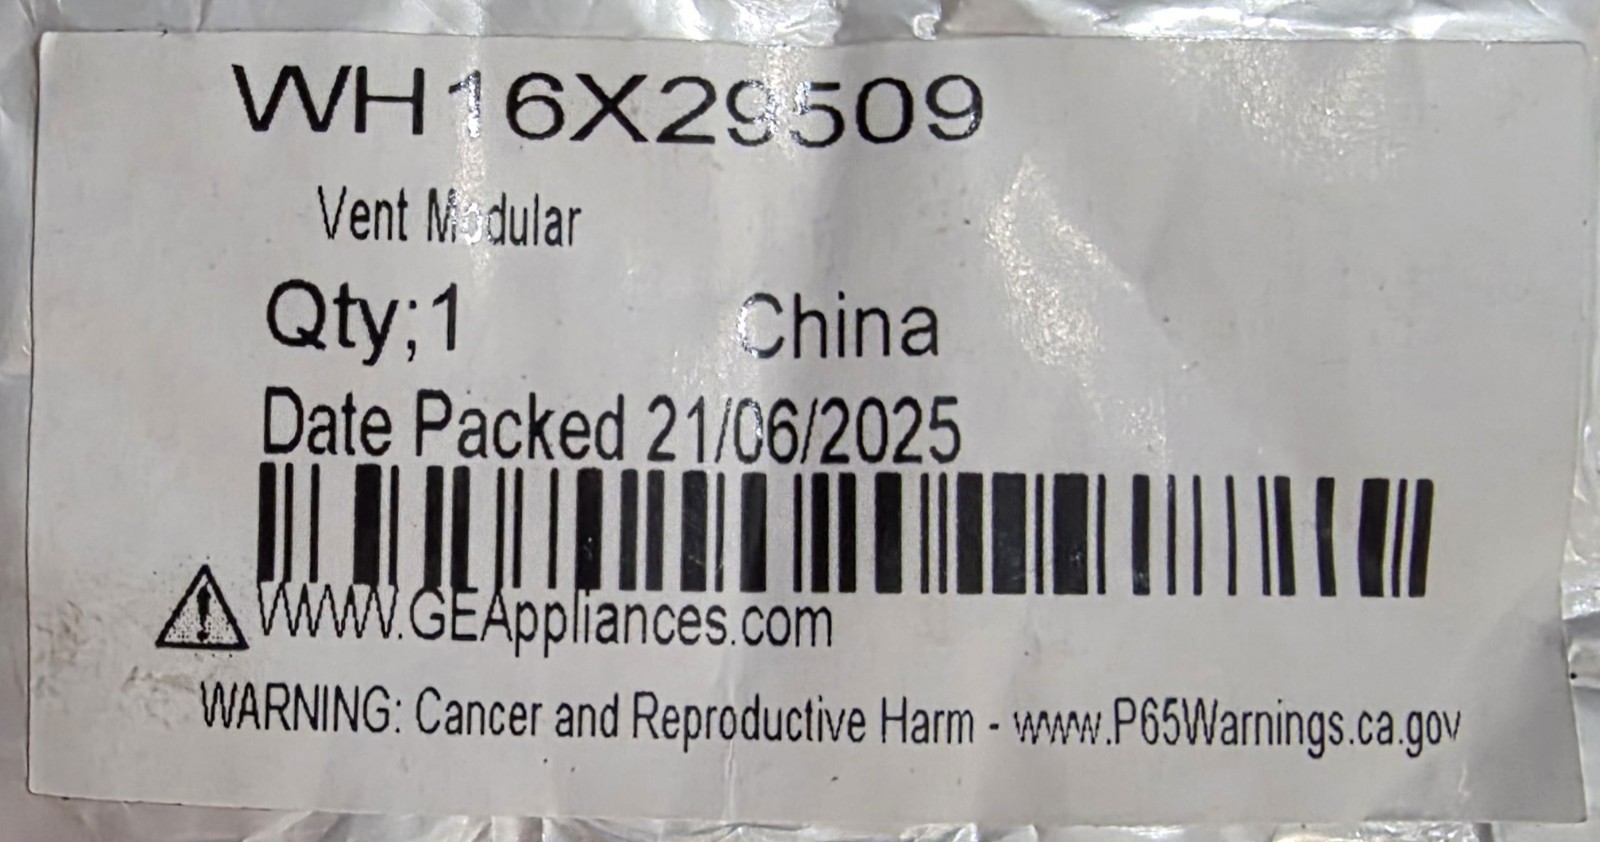 WH16X29509
Vent Modular
Qty;1 China
Date Packed 21/06/2025
WWW.GEAppliances.com
WARNING: Cancer and Reproductive Harm - www.P65Warnings.ca.gov